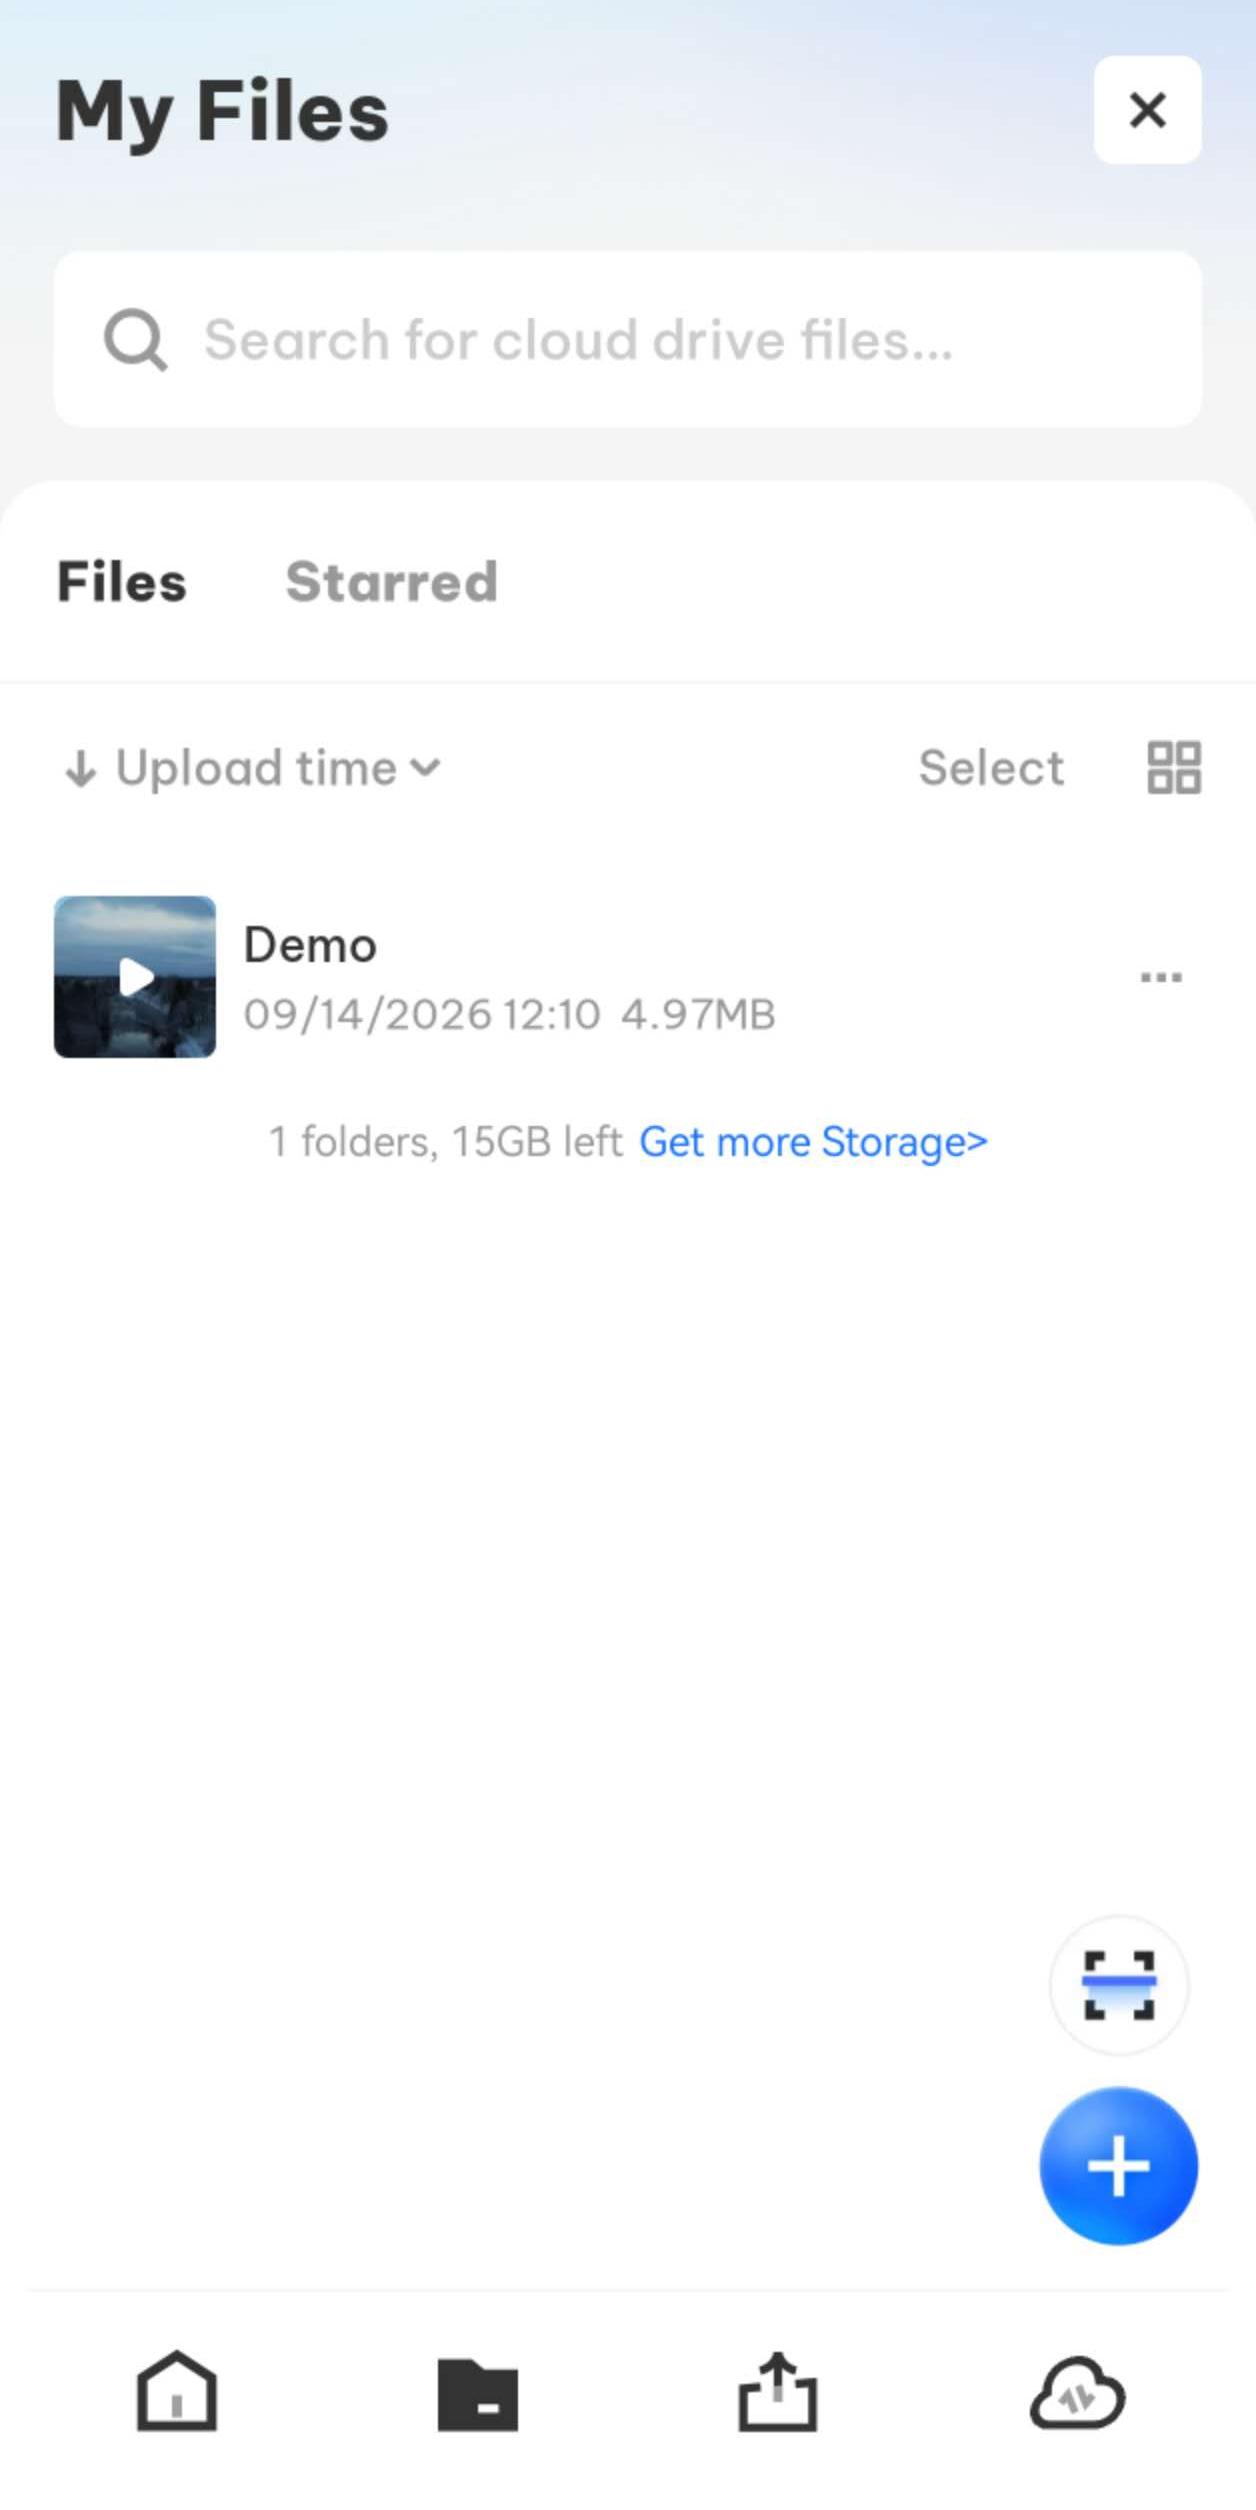 My Files
Search for cloud drive files...
Files Starred
Upload time Select
Demo
09/14/2026 12:10 4.97MB
1 folders, 15GB left Get more Storage>